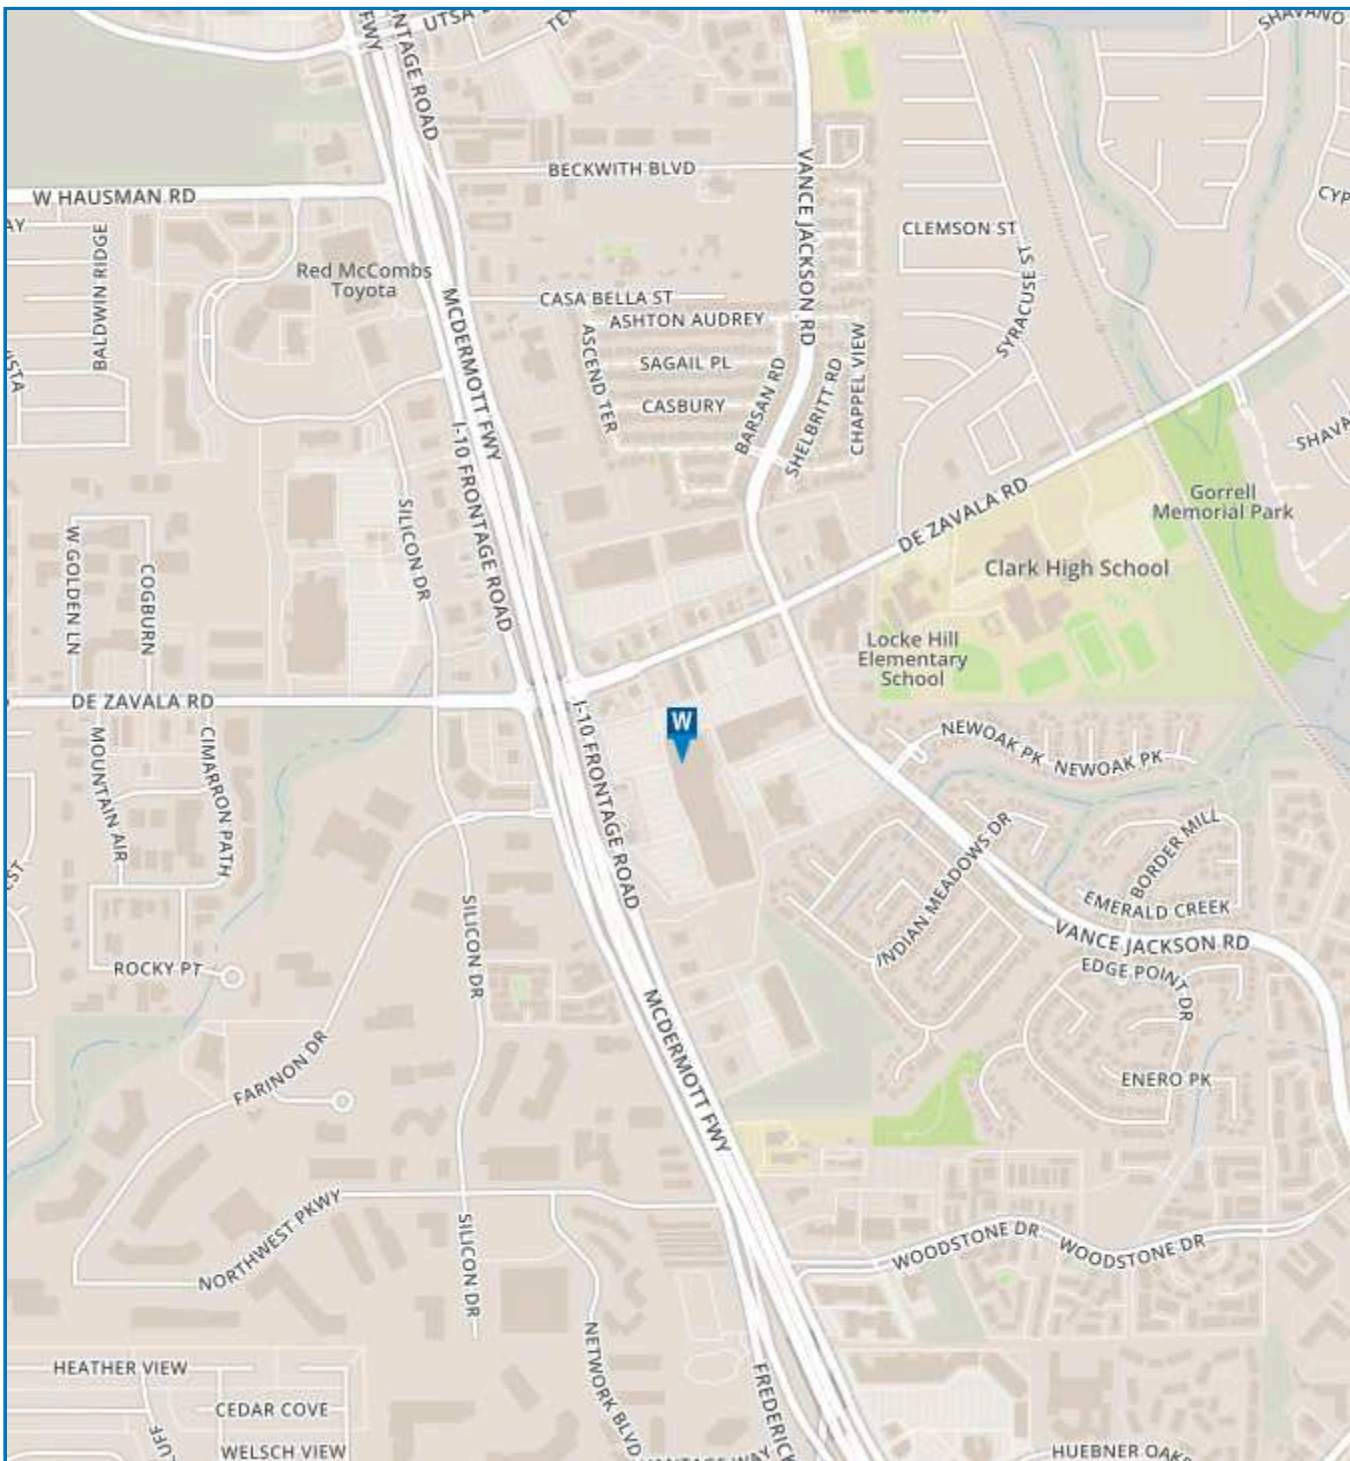 UTSA
FWY
FRONTAGE ROAD
SHAVANO
BECKWITH BLVD
W HAUSMAN RD
VANCE JACKSON RD
BALDWIN RIDGE
CLEMSON ST
SYRACUSE ST
Red McCombs
Toyota
CASA BELLA ST
ASHTON AUDREY
MCDERMOTT FWY
ASCEND TER
SAGAIL PL
CASBURY
BARSAN RD
SHELBRITT RD
CHAPPEL VIEW
I-10 FRONTAGE ROAD
SILICON DR
DE ZAVALA RD
Gorrell
Memorial Park
Clark High School
W GOLDEN LN
COGBURN
Locke Hill
Elementary
School
DE ZAVALA RD
W
MOUNTAIN AIR
CIMARRON PATH
I-10 FRONTAGE ROAD
NEWOAK PK
NEWOAK PK
INDIAN MEADOWS DR
BORDER MILL
EMERALD CREEK
VANCE JACKSON RD
SILICON DR
ROCKY PT
EDGE POINT DR
MCDERMOTT FWY
FARINON DR
ENERO PK
NORTHWEST PKWY
SILICON DR
WOODSTONE DR
WOODSTONE DR
HEATHER VIEW
NETWORK BLVD
FREDERICK
CEDAR COVE
WELSCH VIEW
HUEBNER OAKS